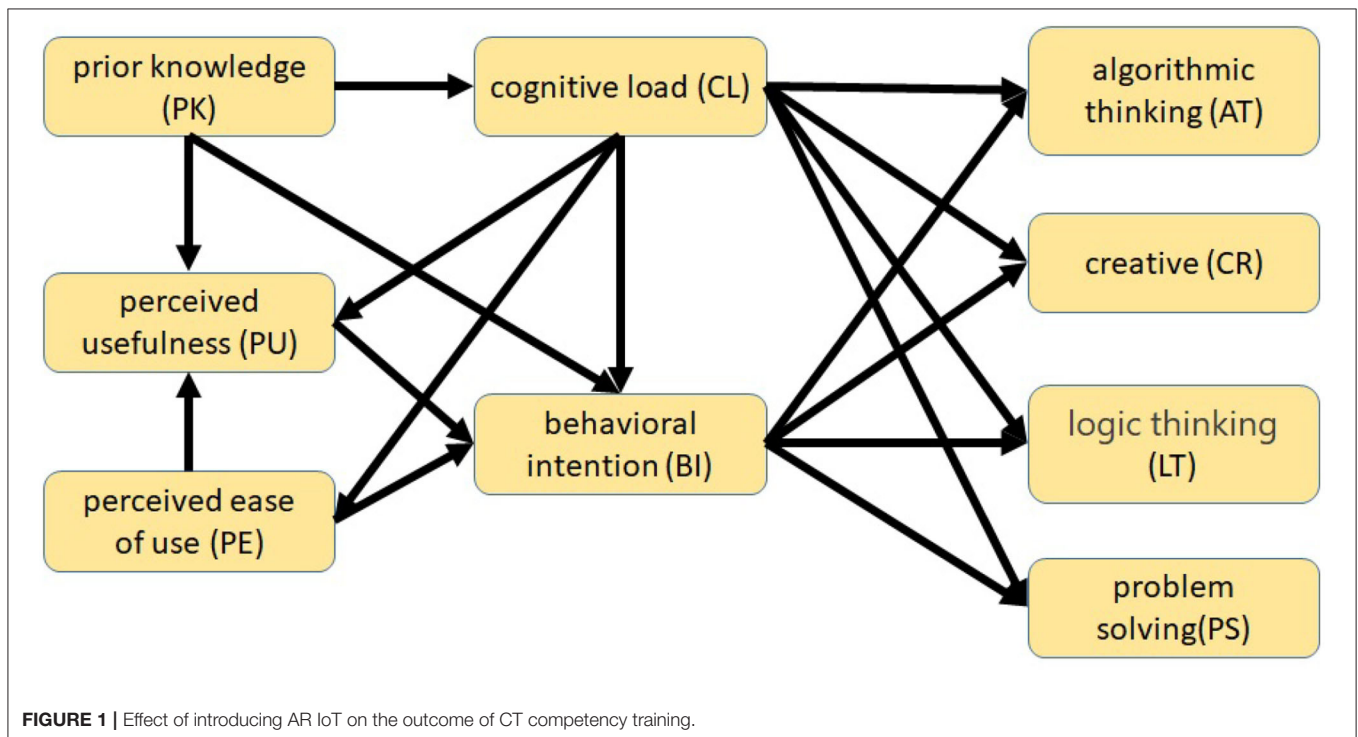 prior knowledge
(PK)
cognitive load (CL)
algorithmic
thinking (AT)
creative (CR)
perceived
usefulness (PU)
behavioral
intention (BI)
logic thinking
(LT)
perceived ease
of use (PE)
problem
solving(PS)
FIGURE 1 | Effect of introducing AR IoT on the outcome of CT competency training.